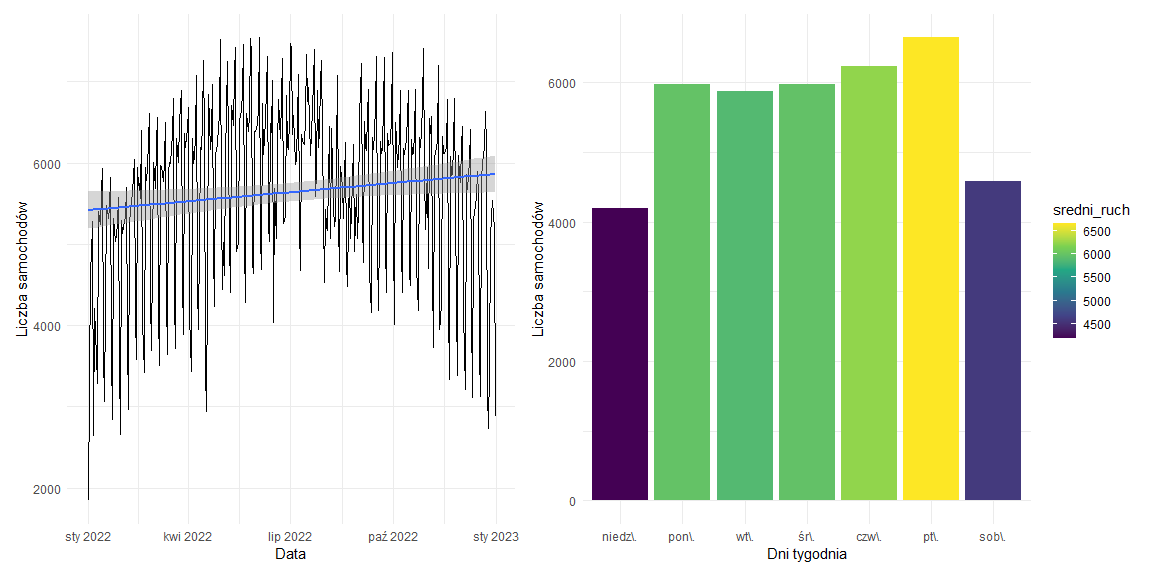 Liczba samochodów
6000
4000
2000
sty 2022
kwi 2022
lip 2022
paź 2022
sty 2023
Data
Liczba samochodów
6000
4000
2000
0
niedz\.
pon\.
wt\.
śr\.
czw\.
pt\.
sob\.
Dni tygodnia
sredni_ruch
6500
6000
5500
5000
4500